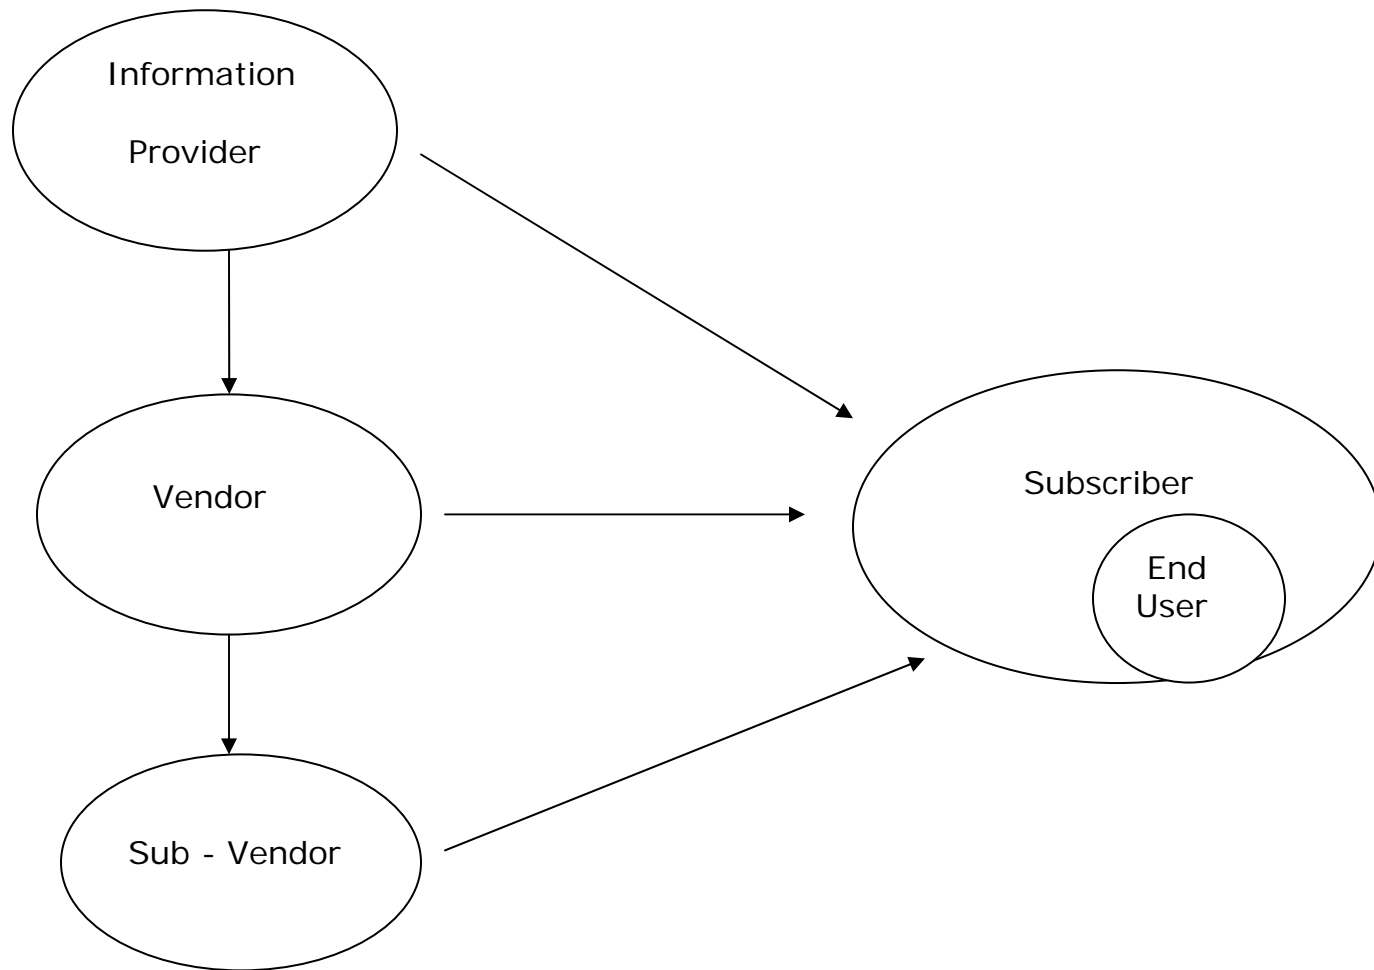 Information
Provider
Vendor
Subscriber
End
User
Sub - Vendor